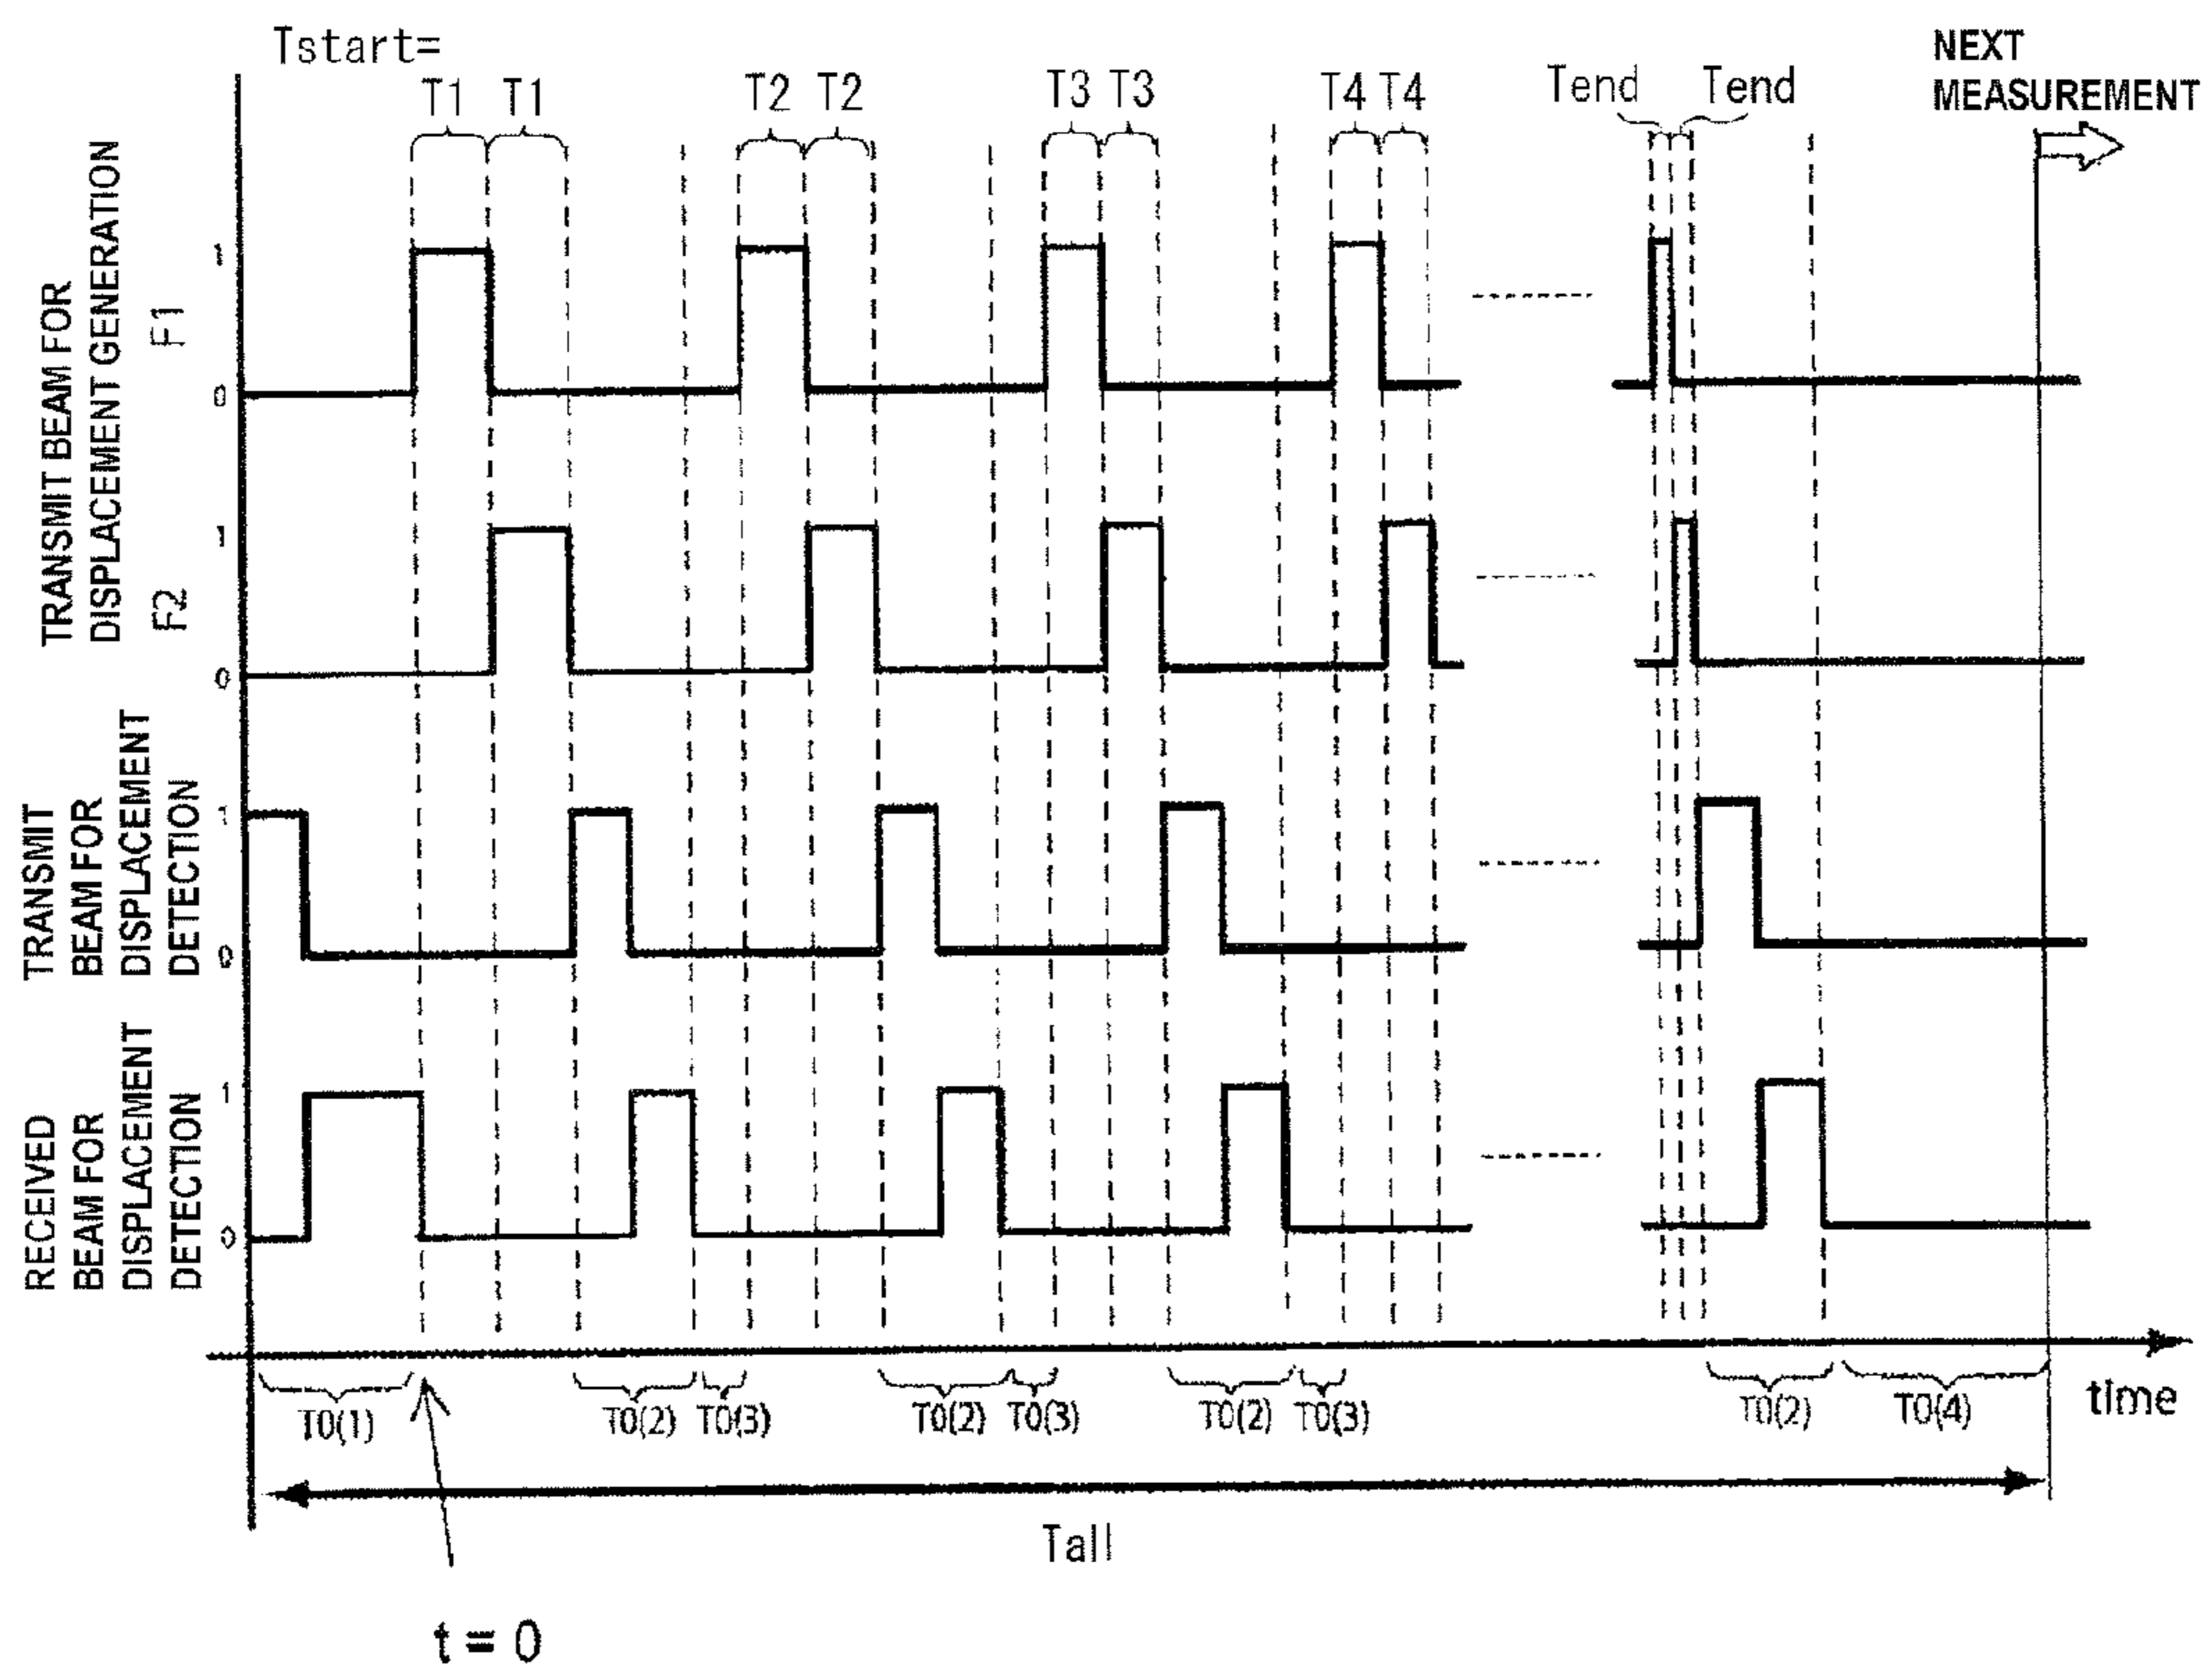 Tstart=
T1 T1 T2 T2 T3 T3 T4 T4 Tend Tend
NEXT
MEASUREMENT
TRANSMIT BEAM FOR
DISPLACEMENT GENERATION
F1
1
0
F2
1
0
TRANSMIT
BEAM FOR
DISPLACEMENT
DETECTION
1
0
RECEIVED
BEAM FOR
DISPLACEMENT
DETECTION
1
0
T0(1) T0(2) T0(3) T0(2) T0(3) T0(2) T0(3) T0(2) T0(4)
time
Tall
t = 0